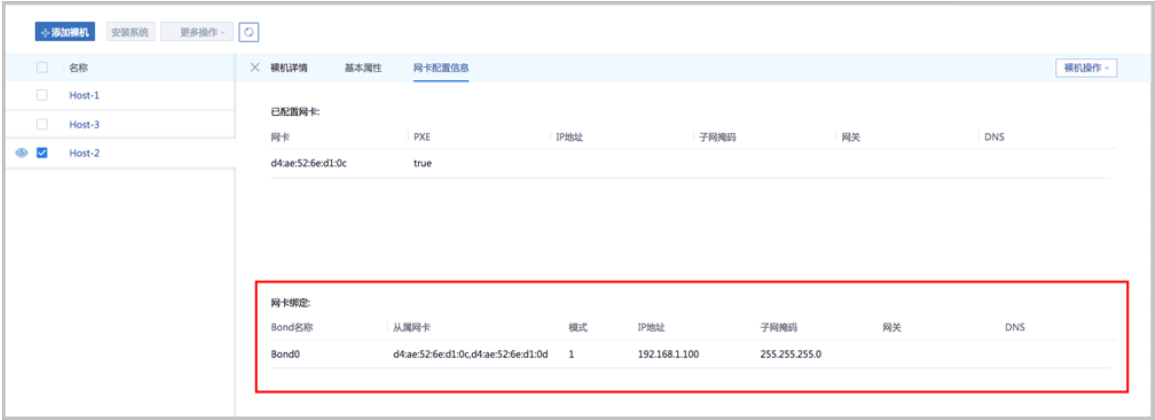 添加裸机 安装系统 更多操作
名称 裸机详情 基本属性 网卡配置信息 裸机操作
Host-1
已配置网卡:
Host-3
网卡 PXE IP地址 子网掩码 网关 DNS
Host-2
d4:ae:52:6e:d1:0c true
网卡绑定:
Bond名称 从属网卡 模式 IP地址 子网掩码 网关 DNS
Bond0 d4:ae:52:6e:d1:0c,d4:ae:52:6e:d1:0d 1 192.168.1.100 255.255.255.0